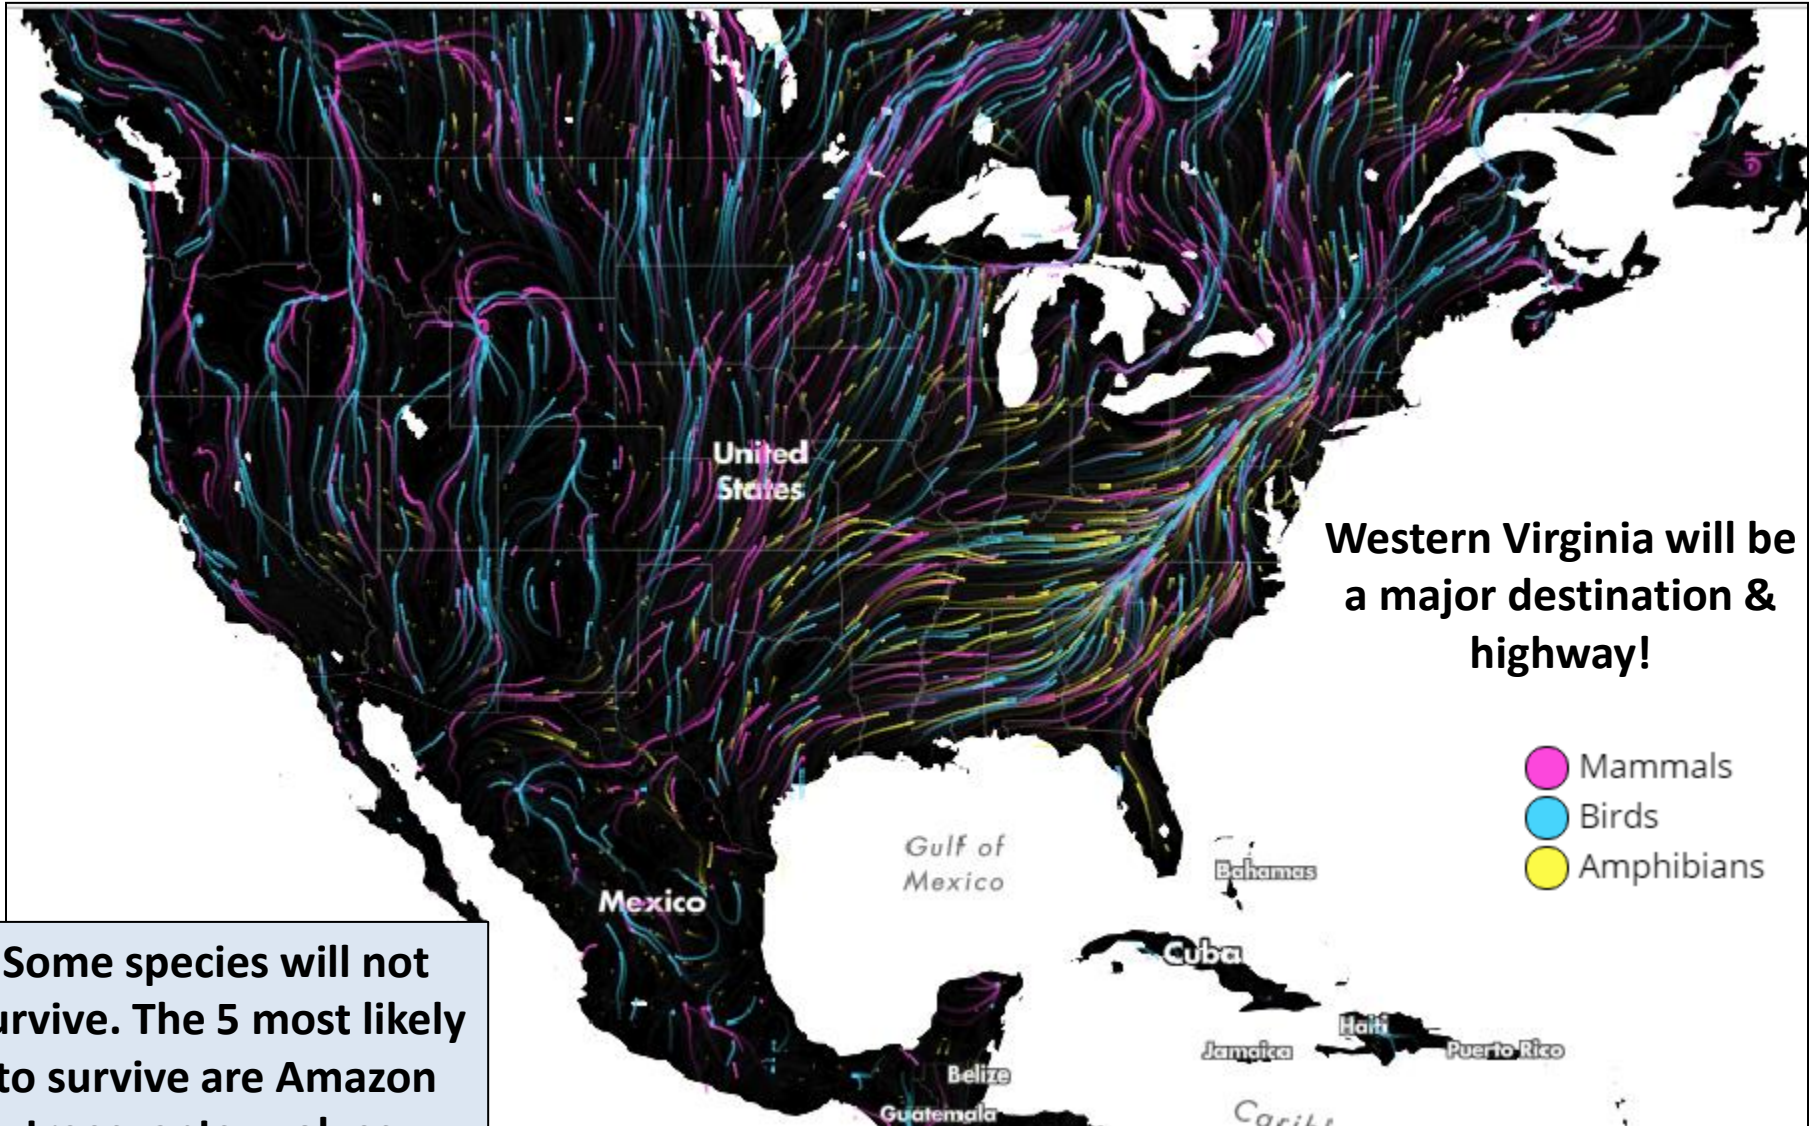 United
States
Western Virginia will be
a major destination &
highway!
Mammals
Birds
Amphibians
Gulf of
Mexico
Bahamas
Mexico
Cuba
Haiti
Jamaica
Puerto Rico
Belize
Guatemala
Some species will not
urvive. The 5 most likely
to survive are Amazon